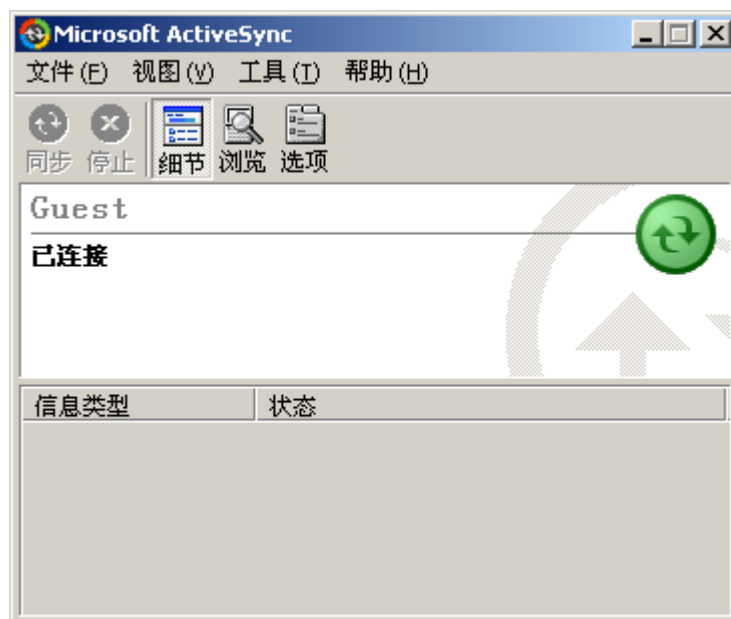 Microsoft ActiveSync
文件(F) 视图(V) 工具(T) 帮助(H)
同步 停止 细节 浏览 选项
Guest
已连接
信息类型 状态